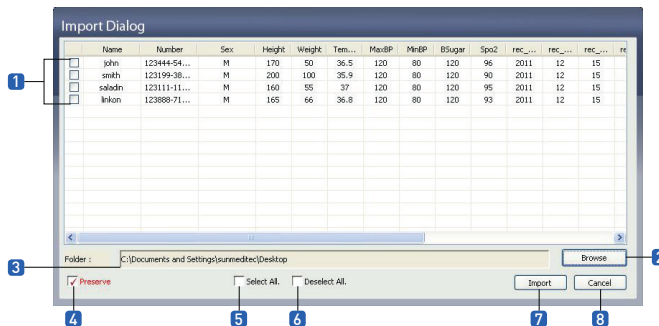 Import Dialog
Name Number Sex Height Weight Tem... MaxBP MinBP BSugar Spo2 rec_... rec_... rec_... re
john 123444-54... M 170 50 36.5 120 80 120 96 2011 12 15
smith 123199-38... M 200 100 35.9 120 80 120 90 2011 12 15
saladin 123111-11... M 160 55 37 120 80 120 95 2011 12 15
linkon 123888-71... M 165 66 36.8 120 80 120 93 2011 12 15
1
Folder : C:\Documents and Settings\sunmeditec\Desktop Browse
2
3
Preserve Select All. Deselect All. Import Cancel
4 5 6 7 8